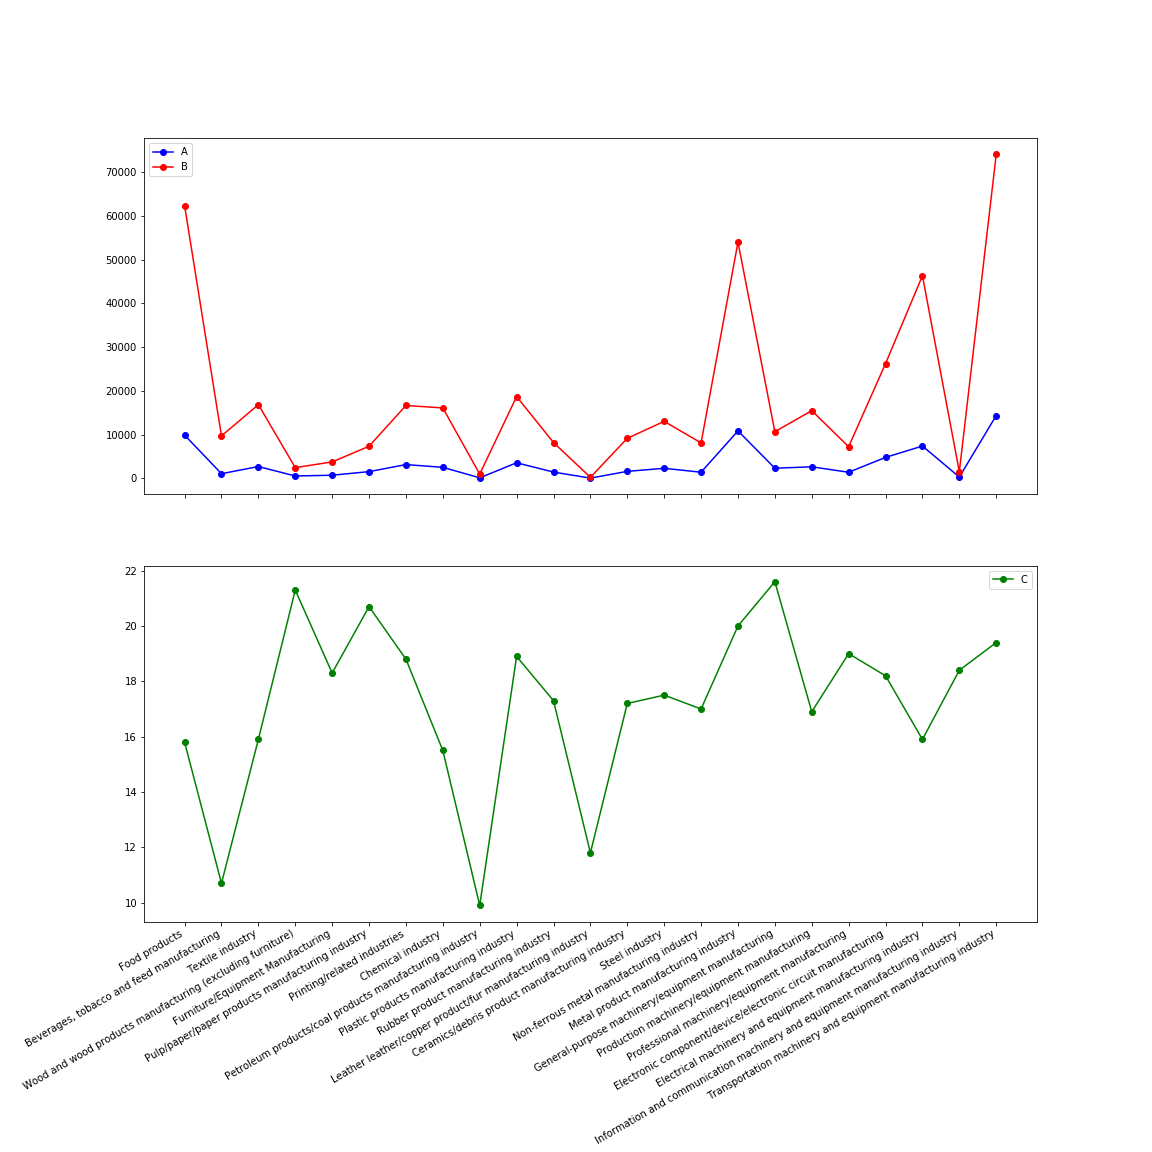 A
B
70000
60000
50000
40000
30000
20000
10000
0
C
22
20
18
16
14
12
10
Food products
Beverages, tobacco and feed manufacturing
Textile industry
Wood and wood products manufacturing (excluding furniture)
Furniture/Equipment Manufacturing
Pulp/paper/paper products manufacturing industry
Printing/related industries
Chemical industry
Petroleum products/coal products manufacturing industry
Plastic products manufacturing industry
Rubber product manufacturing industry
Leather leather/copper product/fur manufacturing industry
Ceramics/debris product manufacturing industry
Steel industry
Non-ferrous metal manufacturing industry
Metal product manufacturing industry
General-purpose machinery/equipment manufacturing
Production machinery/equipment manufacturing
Professional machinery/equipment manufacturing
Electronic component/device/electronic circuit manufacturing
Electrical machinery and equipment manufacturing industry
Information and communication machinery and equipment manufacturing industry
Transportation machinery and equipment manufacturing industry